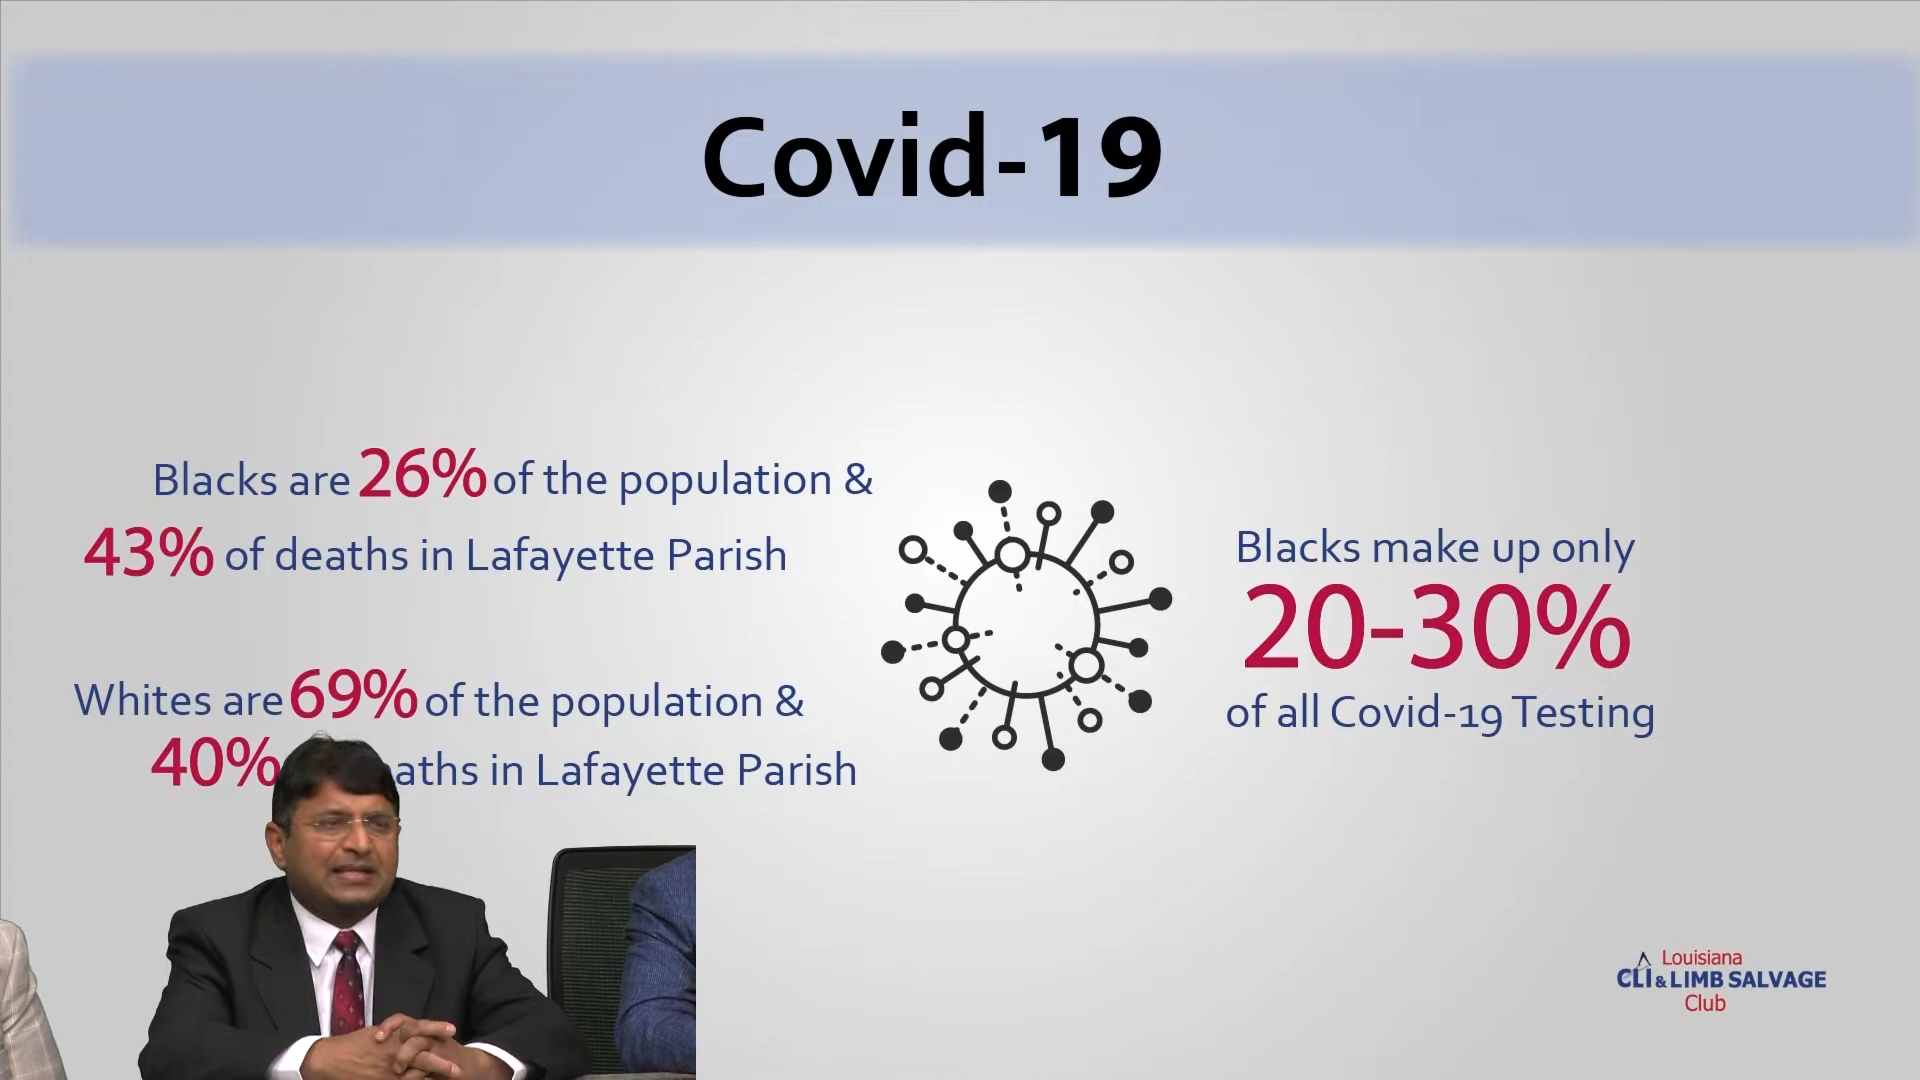 Covid-19
Blacks are 26% of the population &
43% of deaths in Lafayette Parish
Whites are 69% of the population &
40% aths in Lafayette Parish
Blacks make up only
20-30%
of all Covid-19 Testing
Louisiana
CLI & LIMB SALVAGE
Club